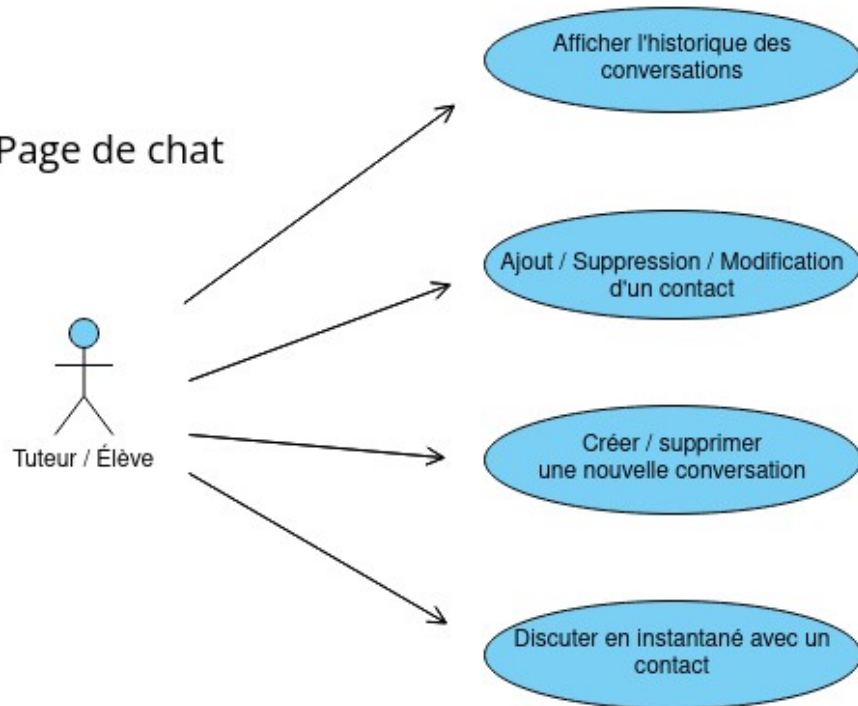 Afficher l'historique des
conversations
Page de chat
Ajout / Suppression / Modification
d'un contact
Tuteur / Élève
Créer / supprimer
une nouvelle conversation
Discuter en instantané avec un
contact